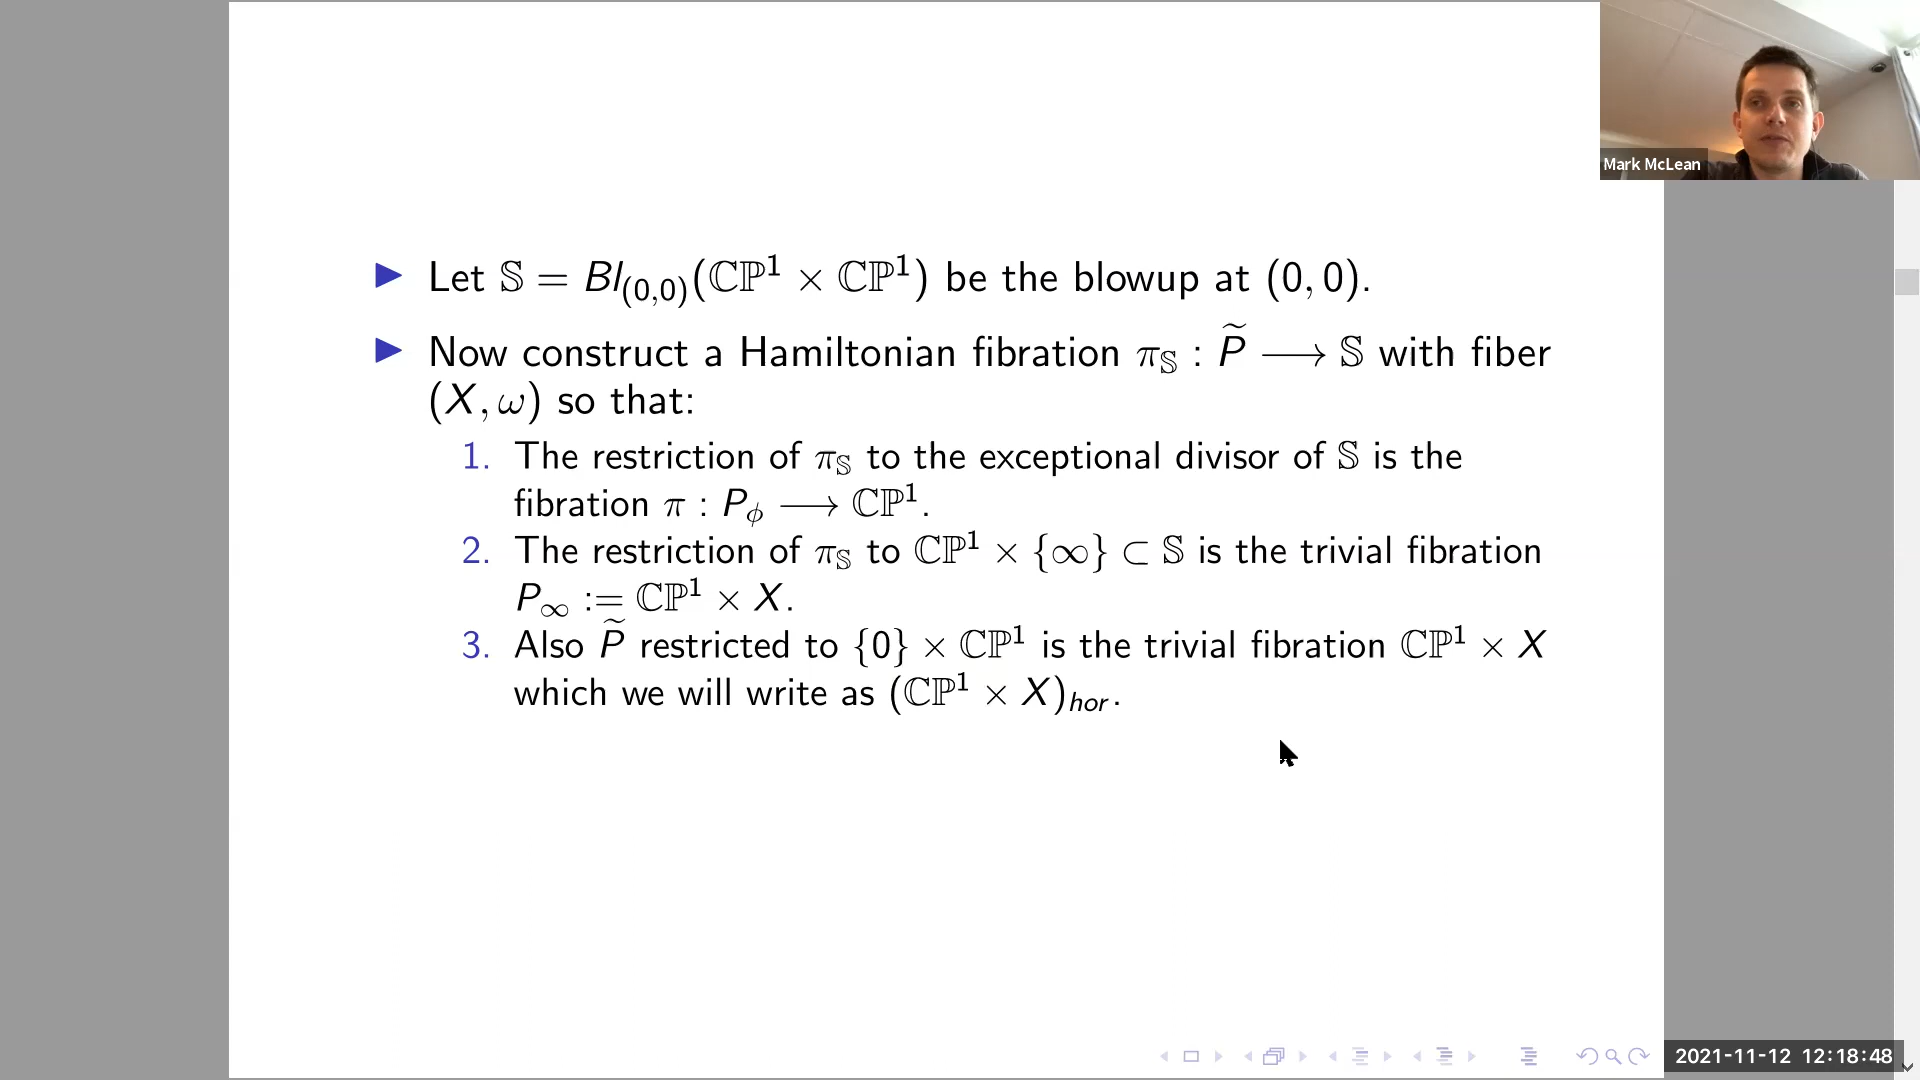 Mark McLean
▶ Let 𝕊 = Bl₍₀,₀₎(ℂℙ¹ × ℂℙ¹) be the blowup at (0, 0).
▶ Now construct a Hamiltonian fibration π_𝕊 : P̃ ⟶ 𝕊 with fiber
(X, ω) so that:
1. The restriction of π_𝕊 to the exceptional divisor of 𝕊 is the
fibration π : P_ϕ ⟶ ℂℙ¹.
2. The restriction of π_𝕊 to ℂℙ¹ × {∞} ⊂ 𝕊 is the trivial fibration
P_∞ := ℂℙ¹ × X.
3. Also P̃ restricted to {0} × ℂℙ¹ is the trivial fibration ℂℙ¹ × X
which we will write as (ℂℙ¹ × X)_hor.
2021-11-12 12:18:48